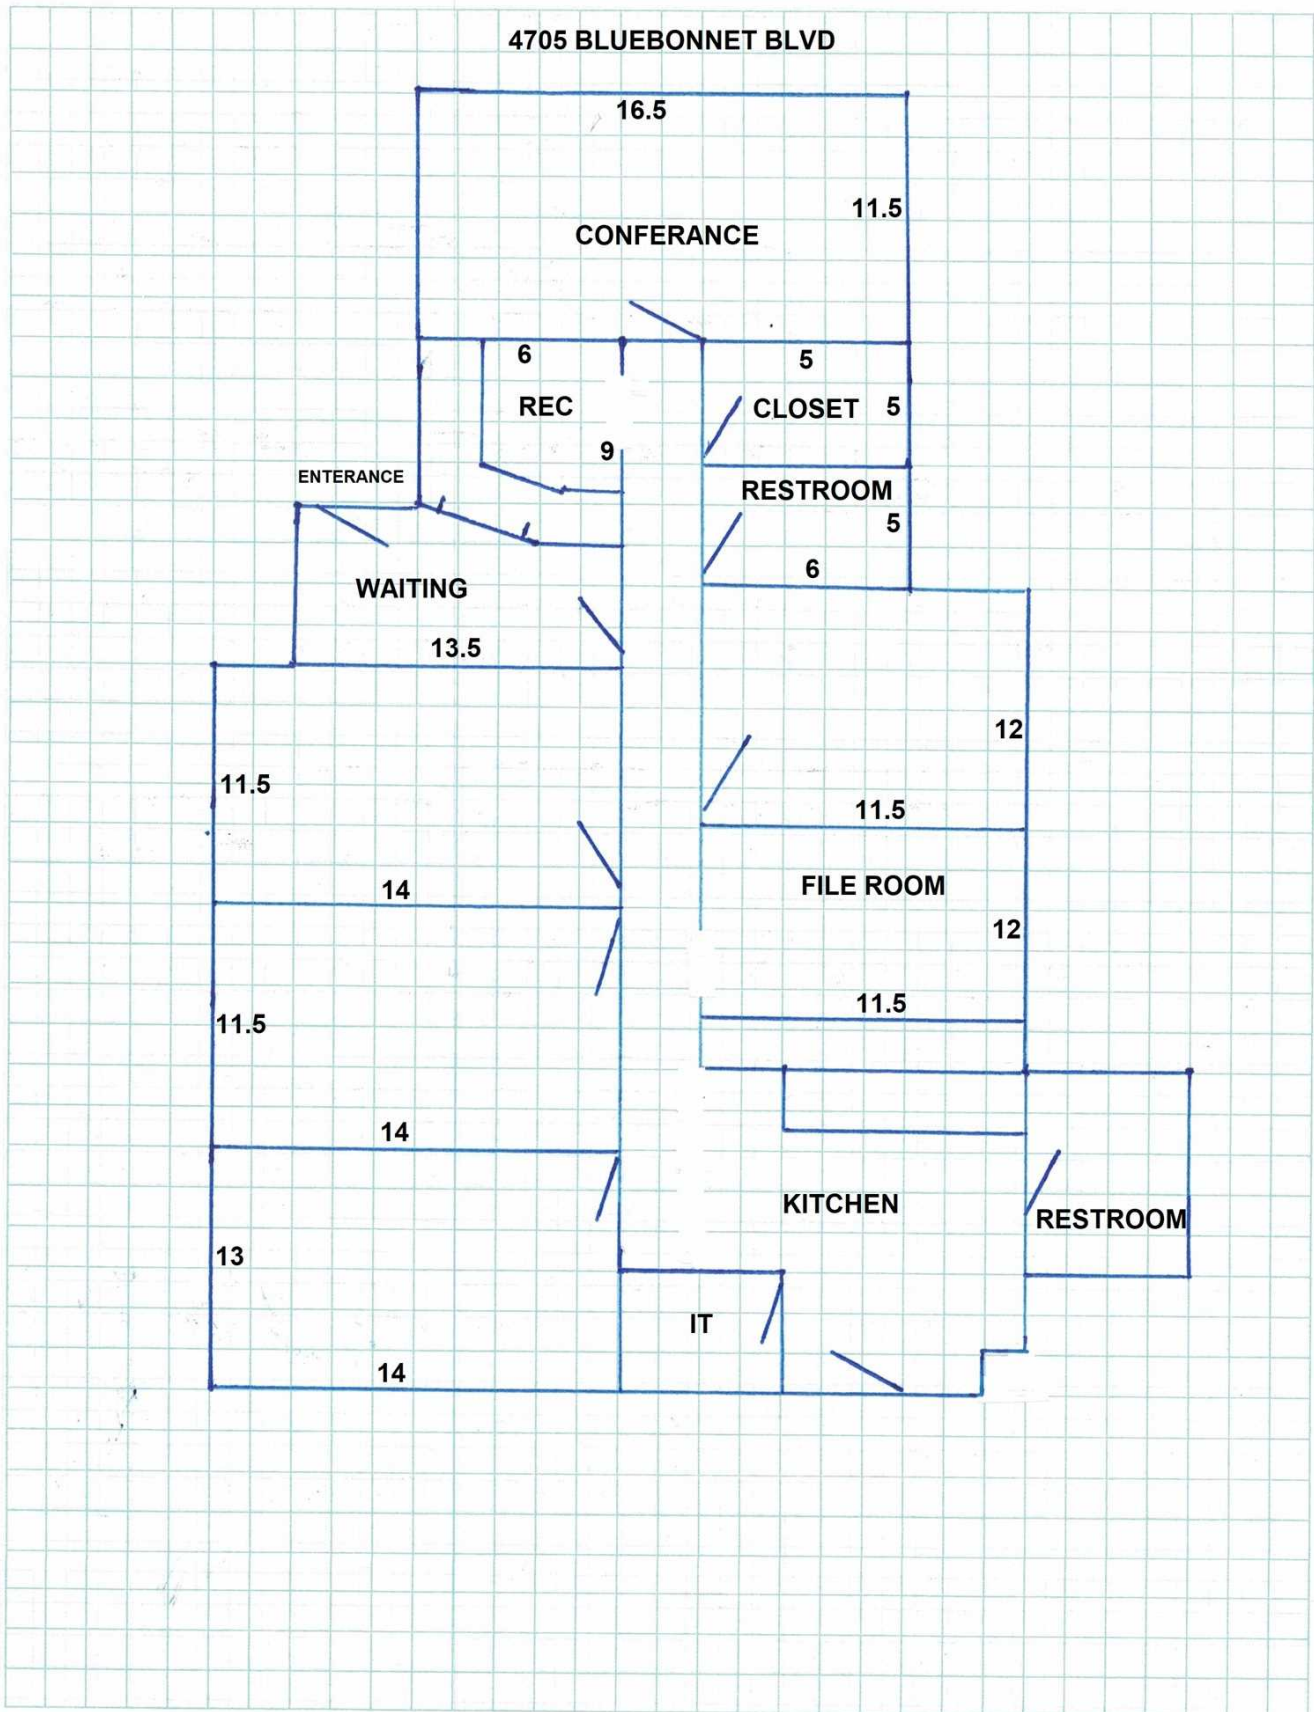 4705 BLUEBONNET BLVD
16.5
11.5
CONFERANCE
6
5
REC
CLOSET
5
9
ENTERANCE
RESTROOM
5
6
WAITING
13.5
12
11.5
11.5
14
FILE ROOM
12
11.5
11.5
14
KITCHEN
RESTROOM
13
IT
14